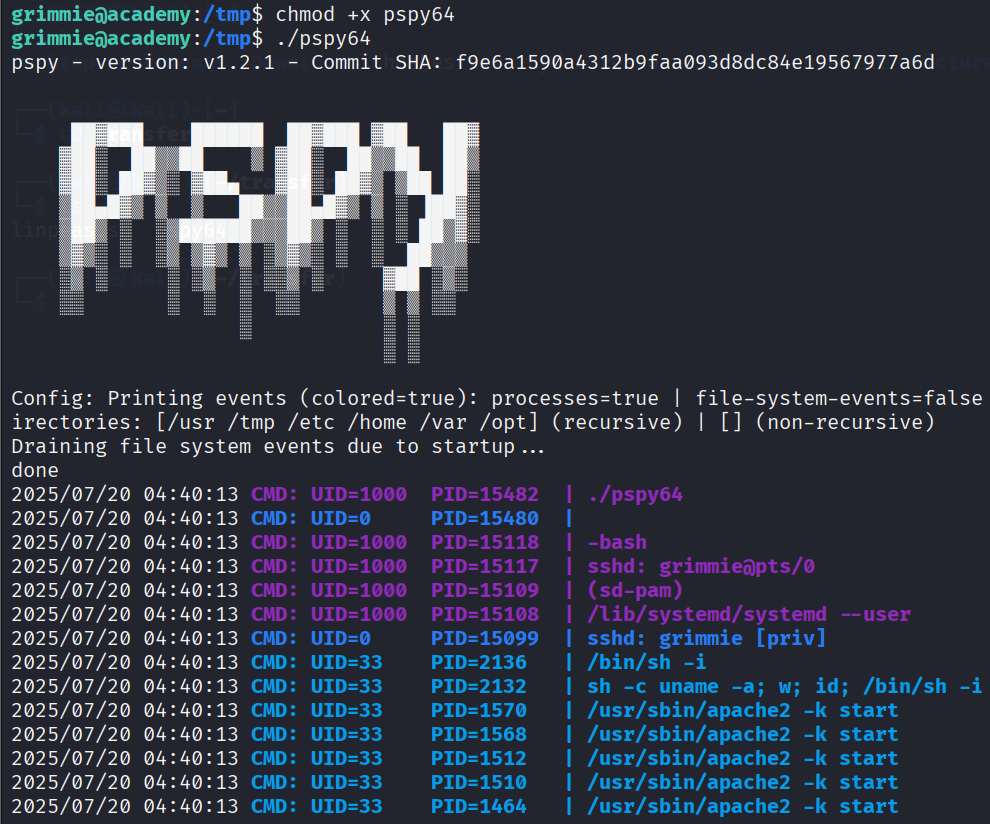 grimmie@academy:/tmp$ chmod +x pspy64
grimmie@academy:/tmp$ ./pspy64
pspy - version: v1.2.1 - Commit SHA: f9e6a1590a4312b9faa093d8dc84e19567977a6d
pspy
Config: Printing events (colored=true): processes=true | file-system-events=false
irectories: [/usr /tmp /etc /home /var /opt] (recursive) | [] (non-recursive)
Draining file system events due to startup...
done
2025/07/20 04:40:13 CMD: UID=1000  PID=15482  | ./pspy64
2025/07/20 04:40:13 CMD: UID=0     PID=15480  |
2025/07/20 04:40:13 CMD: UID=1000  PID=15118  | -bash
2025/07/20 04:40:13 CMD: UID=1000  PID=15117  | sshd: grimmie@pts/0
2025/07/20 04:40:13 CMD: UID=1000  PID=15109  | (sd-pam)
2025/07/20 04:40:13 CMD: UID=1000  PID=15108  | /lib/systemd/systemd --user
2025/07/20 04:40:13 CMD: UID=0     PID=15099  | sshd: grimmie [priv]
2025/07/20 04:40:13 CMD: UID=33    PID=2136   | /bin/sh -i
2025/07/20 04:40:13 CMD: UID=33    PID=2132   | sh -c uname -a; w; id; /bin/sh -i
2025/07/20 04:40:13 CMD: UID=33    PID=1570   | /usr/sbin/apache2 -k start
2025/07/20 04:40:13 CMD: UID=33    PID=1568   | /usr/sbin/apache2 -k start
2025/07/20 04:40:13 CMD: UID=33    PID=1512   | /usr/sbin/apache2 -k start
2025/07/20 04:40:13 CMD: UID=33    PID=1510   | /usr/sbin/apache2 -k start
2025/07/20 04:40:13 CMD: UID=33    PID=1464   | /usr/sbin/apache2 -k start